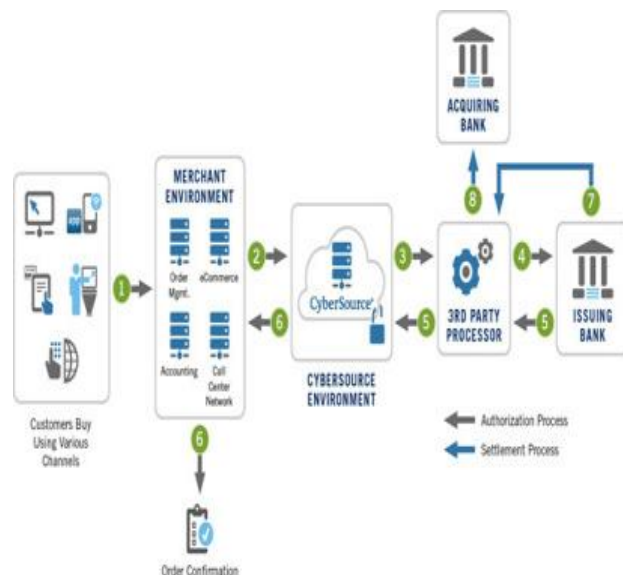 ACQUIRING
BANK
MERCHANT
ENVIRONMENT
8
7
Order
Mgmt.
eCommerce
1
2
3
4
CyberSource
3RD PARTY
PROCESSOR
ISSUING
BANK
6
5
5
Accounting
Call
Center
Network
CYBERSOURCE
ENVIRONMENT
Customers Buy
Using Various
Channels
6
Authorization Process
Settlement Process
Order Confirmation